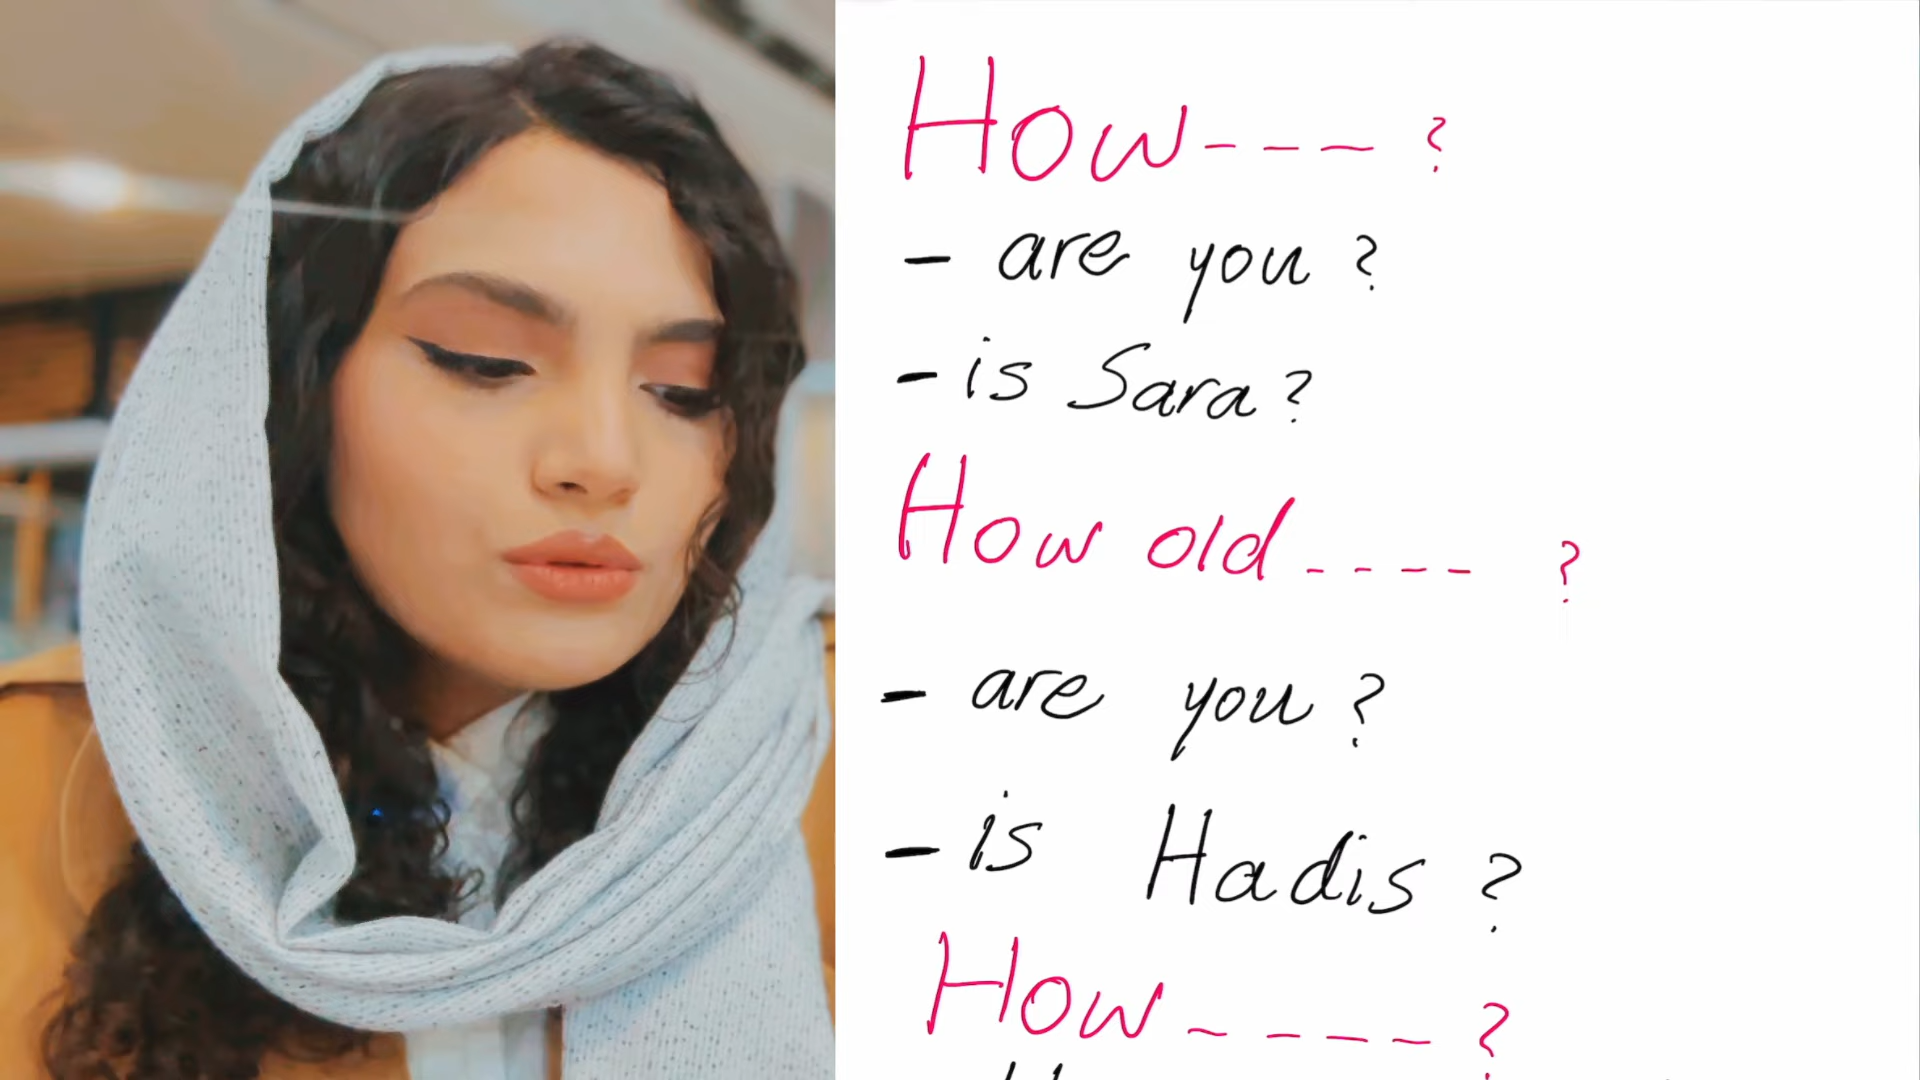 How --- ?
- are you ?
- is Sara ?
How old ---- ?
- are you ?
- is Hadis ?
How ---- ?